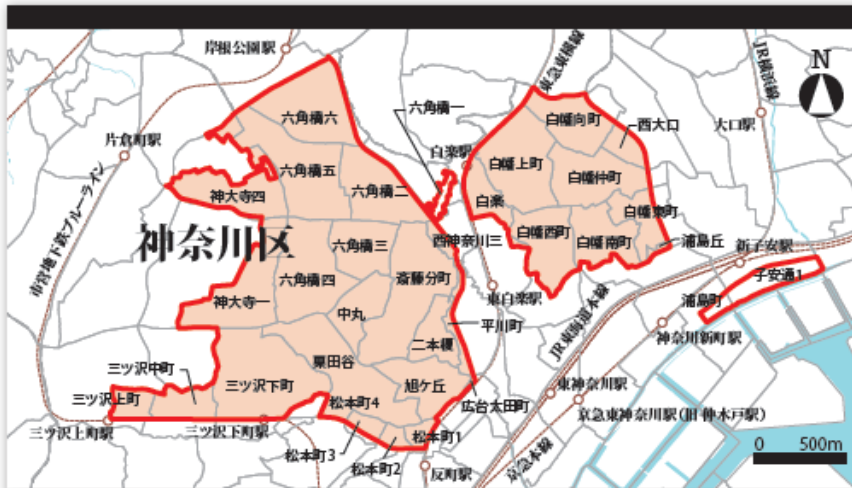 岸根公園駅
東急東横線
JR横浜線
N
六角橋六
六角橋一
白幡向町
西大口
大口駅
片倉町駅
白楽駅
六角橋五
白幡上町
白幡仲町
神大寺四
六角橋二
白楽
白幡東町
市営地下鉄ブルーライン
神奈川区
六角橋三
西神奈川三
白幡西町
白幡南町
浦島丘
新子安駅
六角橋四
斎藤分町
子安通1
神大寺一
東白楽駅
浦島町
中丸
平川町
JR東海道本線
神奈川新町駅
二本榎
栗田谷
三ツ沢中町
三ツ沢下町
旭ケ丘
東神奈川駅
三ツ沢上町
松本町4
広台太田町
京急東神奈川駅(旧 仲木戸駅)
三ツ沢上町駅
三ツ沢下町駅
松本町1
松本町3
松本町2
反町駅
京急本線
0 500m